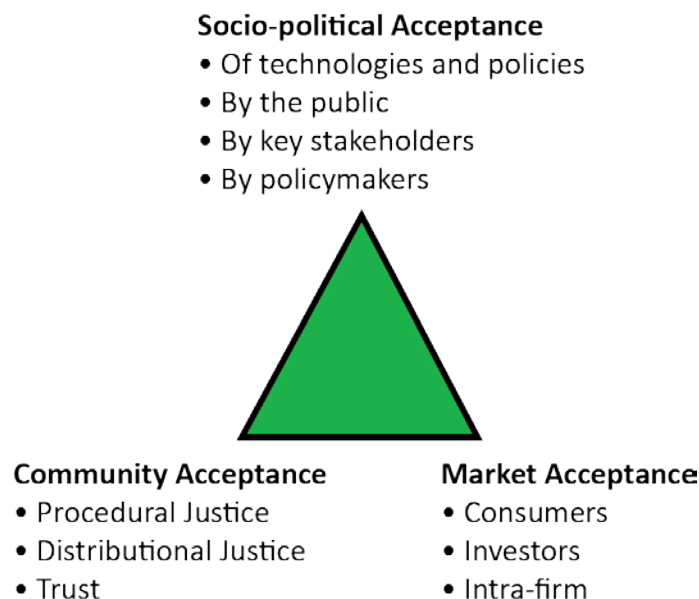 Socio-political Acceptance
• Of technologies and policies
• By the public
• By key stakeholders
• By policymakers
Community Acceptance
• Procedural Justice
• Distributional Justice
• Trust
Market Acceptance
• Consumers
• Investors
• Intra-firm